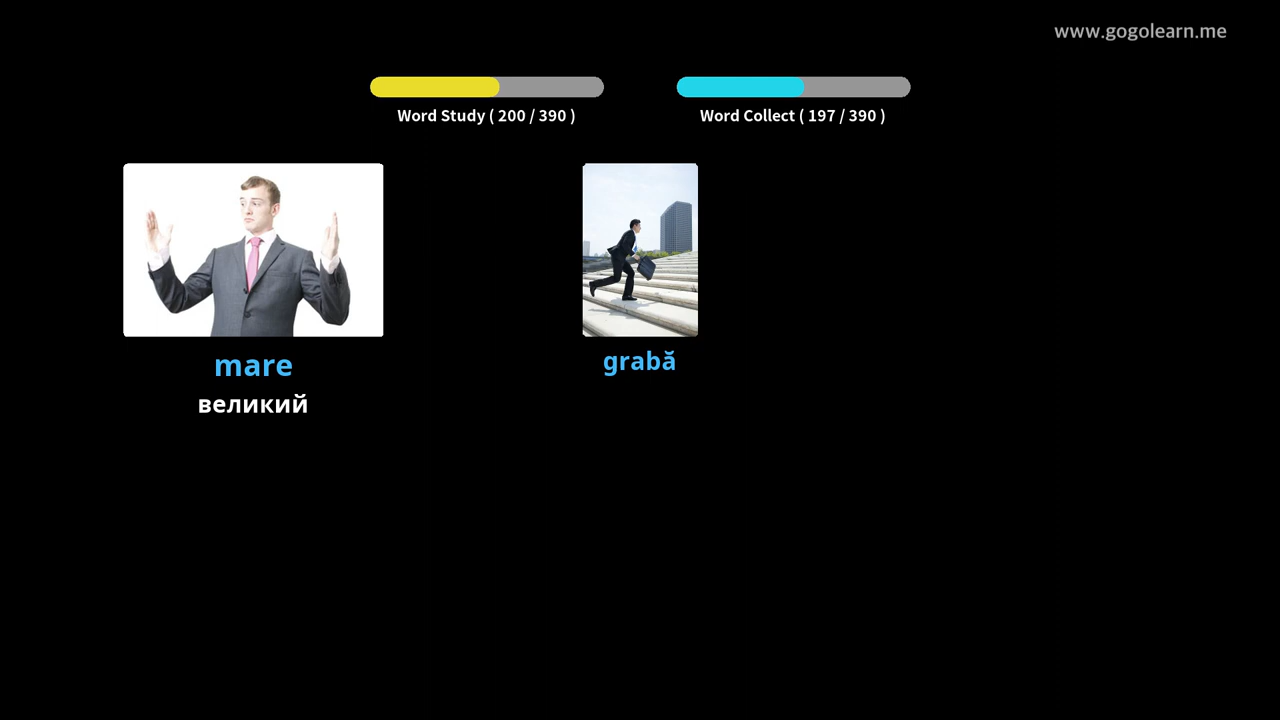 www.gogolearn.me
Word Study ( 200 / 390 )
Word Collect ( 197 / 390 )
mare
великий
grabă